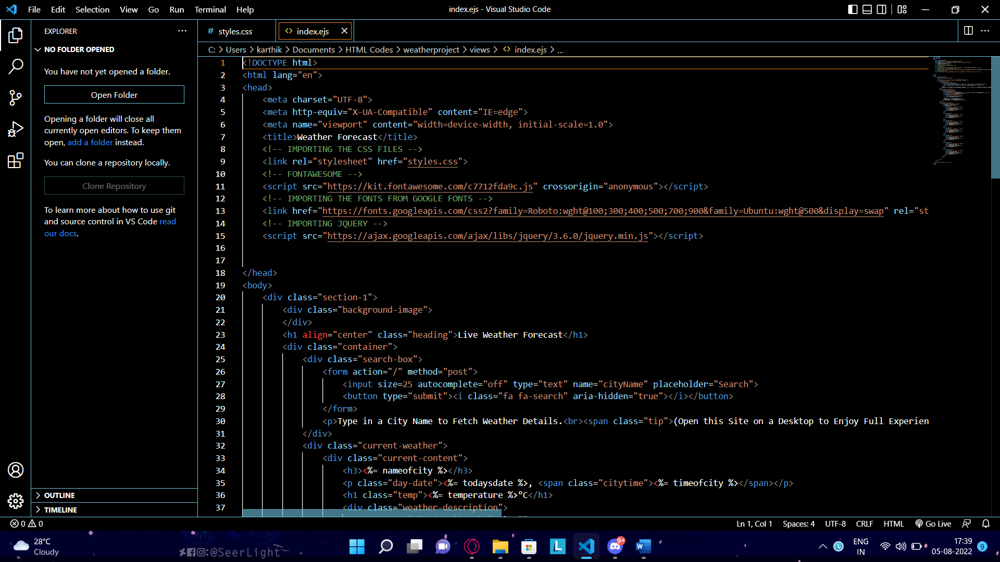 File Edit Selection View Go Run Terminal Help
index.ejs - Visual Studio Code
EXPLORER
NO FOLDER OPENED
You have not yet opened a folder.
Open Folder
Opening a folder will close all
currently open editors. To keep them
open, add a folder instead.
You can clone a repository locally.
Clone Repository
To learn more about how to use git
and source control in VS Code read
our docs.
OUTLINE
TIMELINE
# styles.css
<> index.ejs
C: > Users > karthik > Documents > HTML Codes > weatherproject > views > <> index.ejs > ...
1 <!DOCTYPE html>
2 <html lang="en">
3 <head>
4 <meta charset="UTF-8">
5 <meta http-equiv="X-UA-Compatible" content="IE=edge">
6 <meta name="viewport" content="width=device-width, initial-scale=1.0">
7 <title>Weather Forecast</title>
8 <!-- IMPORTING THE CSS FILES -->
9 <link rel="stylesheet" href="styles.css">
10 <!-- FONTAWESOME -->
11 <script src="https://kit.fontawesome.com/c7712fda9c.js" crossorigin="anonymous"></script>
12 <!-- IMPORTING THE FONTS FROM GOOGLE FONTS -->
13 <link href="https://fonts.googleapis.com/css2?family=Roboto:wght@100;300;400;500;700;900&family=Ubuntu:wght@500&display=swap" rel="st
14 <!-- IMPORTING JQUERY -->
15 <script src="https://ajax.googleapis.com/ajax/libs/jquery/3.6.0/jquery.min.js"></script>
16
17
18 </head>
19 <body>
20 <div class="section-1">
21 <div class="background-image">
22 </div>
23 <h1 align="center" class="heading">Live Weather Forecast</h1>
24 <div class="container">
25 <div class="search-box">
26 <form action="/" method="post">
27 <input size=25 autocomplete="off" type="text" name="cityName" placeholder="Search">
28 <button type="submit"><i class="fa fa-search" aria-hidden="true"></i></button>
29 </form>
30 <p>Type in a City Name to Fetch Weather Details.<br><span class="tip">(Open this Site on a Desktop to Enjoy Full Experien
31 </div>
32 <div class="current-weather">
33 <div class="current-content">
34 <h3><%= nameofcity %></h3>
35 <p class="day-date"><%= todaysdate %>, <span class="citytime"><%= timeofcity %></span></p>
36 <h1 class="temp"><%= temperature %>°C</h1>
37 <div class="weather-description">
0 0
Ln 1, Col 1 Spaces: 4 UTF-8 CRLF HTML Go Live
28°C
Cloudy
:@SeerLight
L
9+
W
L
ENG
IN
17:39
05-08-2022
9